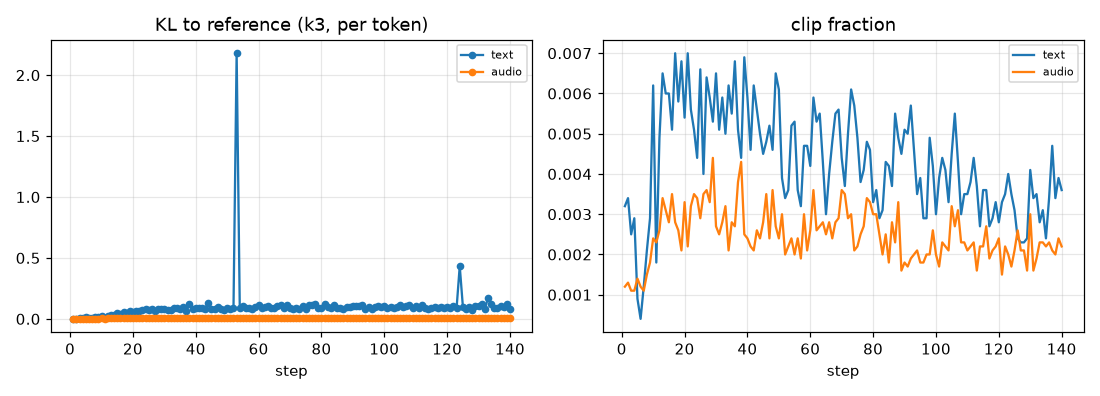 KL to reference (k3, per token)
text
audio
2.0
1.5
1.0
0.5
0.0
0 20 40 60 80 100 120 140
step
clip fraction
text
audio
0.007
0.006
0.005
0.004
0.003
0.002
0.001
0 20 40 60 80 100 120 140
step